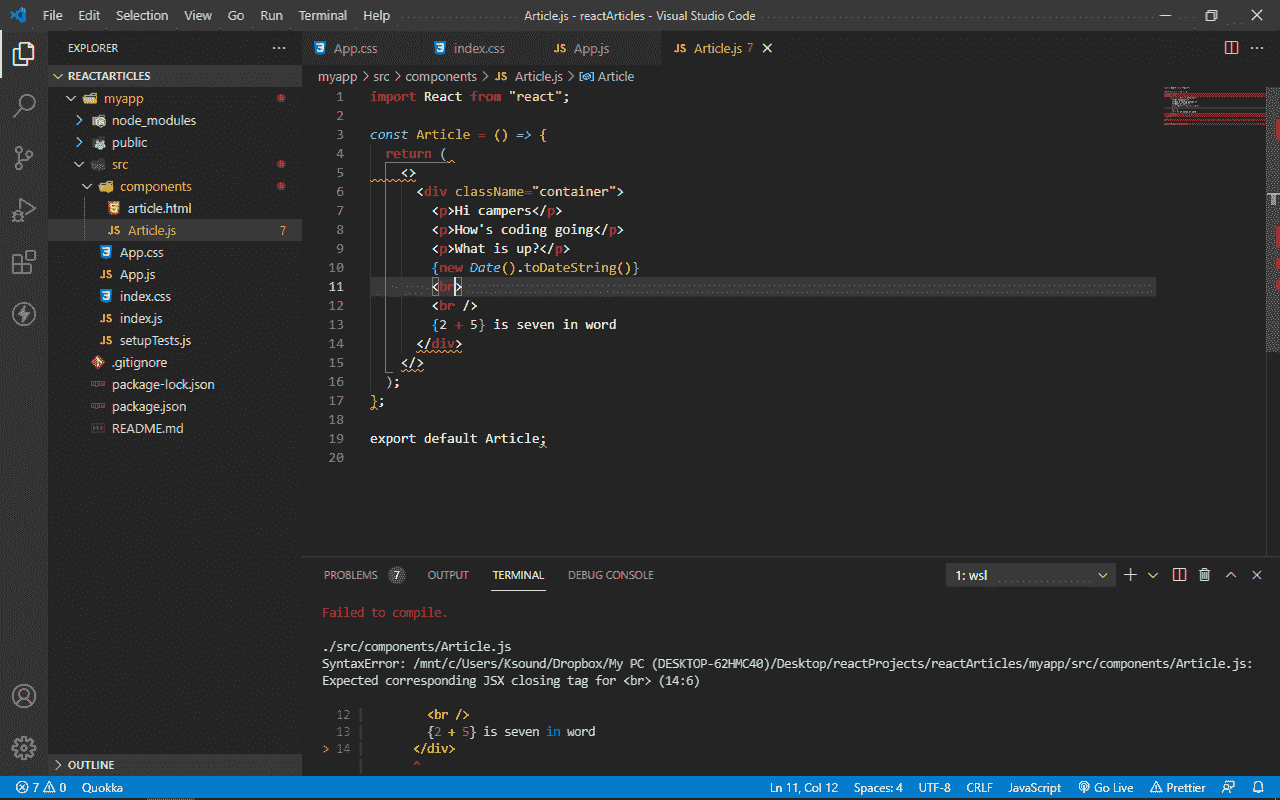 File Edit Selection View Go Run Terminal Help Article.js - reactArticles - Visual Studio Code
EXPLORER
REACTARTICLES
myapp
node_modules
public
src
components
article.html
JS Article.js 7
App.css
JS App.js
index.css
JS index.js
JS setupTests.js
.gitignore
package-lock.json
package.json
README.md
OUTLINE
App.css index.css JS App.js JS Article.js 7
myapp > src > components > JS Article.js > Article
1 import React from "react";
2
3 const Article = () => {
4 return (
5 <>
6 <div className="container">
7 <p>Hi campers</p>
8 <p>How's coding going</p>
9 <p>What is up?</p>
10 {new Date().toDateString()}
11 <br>
12 <br />
13 {2 + 5} is seven in word
14 </div>
15 </>
16 );
17 };
18
19 export default Article;
20
PROBLEMS 7 OUTPUT TERMINAL DEBUG CONSOLE 1: wsl
Failed to compile.
./src/components/Article.js
SyntaxError: /mnt/c/Users/Ksound/Dropbox/My PC (DESKTOP-62HMC40)/Desktop/reactProjects/reactArticles/myapp/src/components/Article.js:
Expected corresponding JSX closing tag for <br> (14:6)
12 | <br />
13 | {2 + 5} is seven in word
> 14 | </div>
| ^
7 0 Quokka Ln 11, Col 12 Spaces: 4 UTF-8 CRLF JavaScript Go Live Prettier